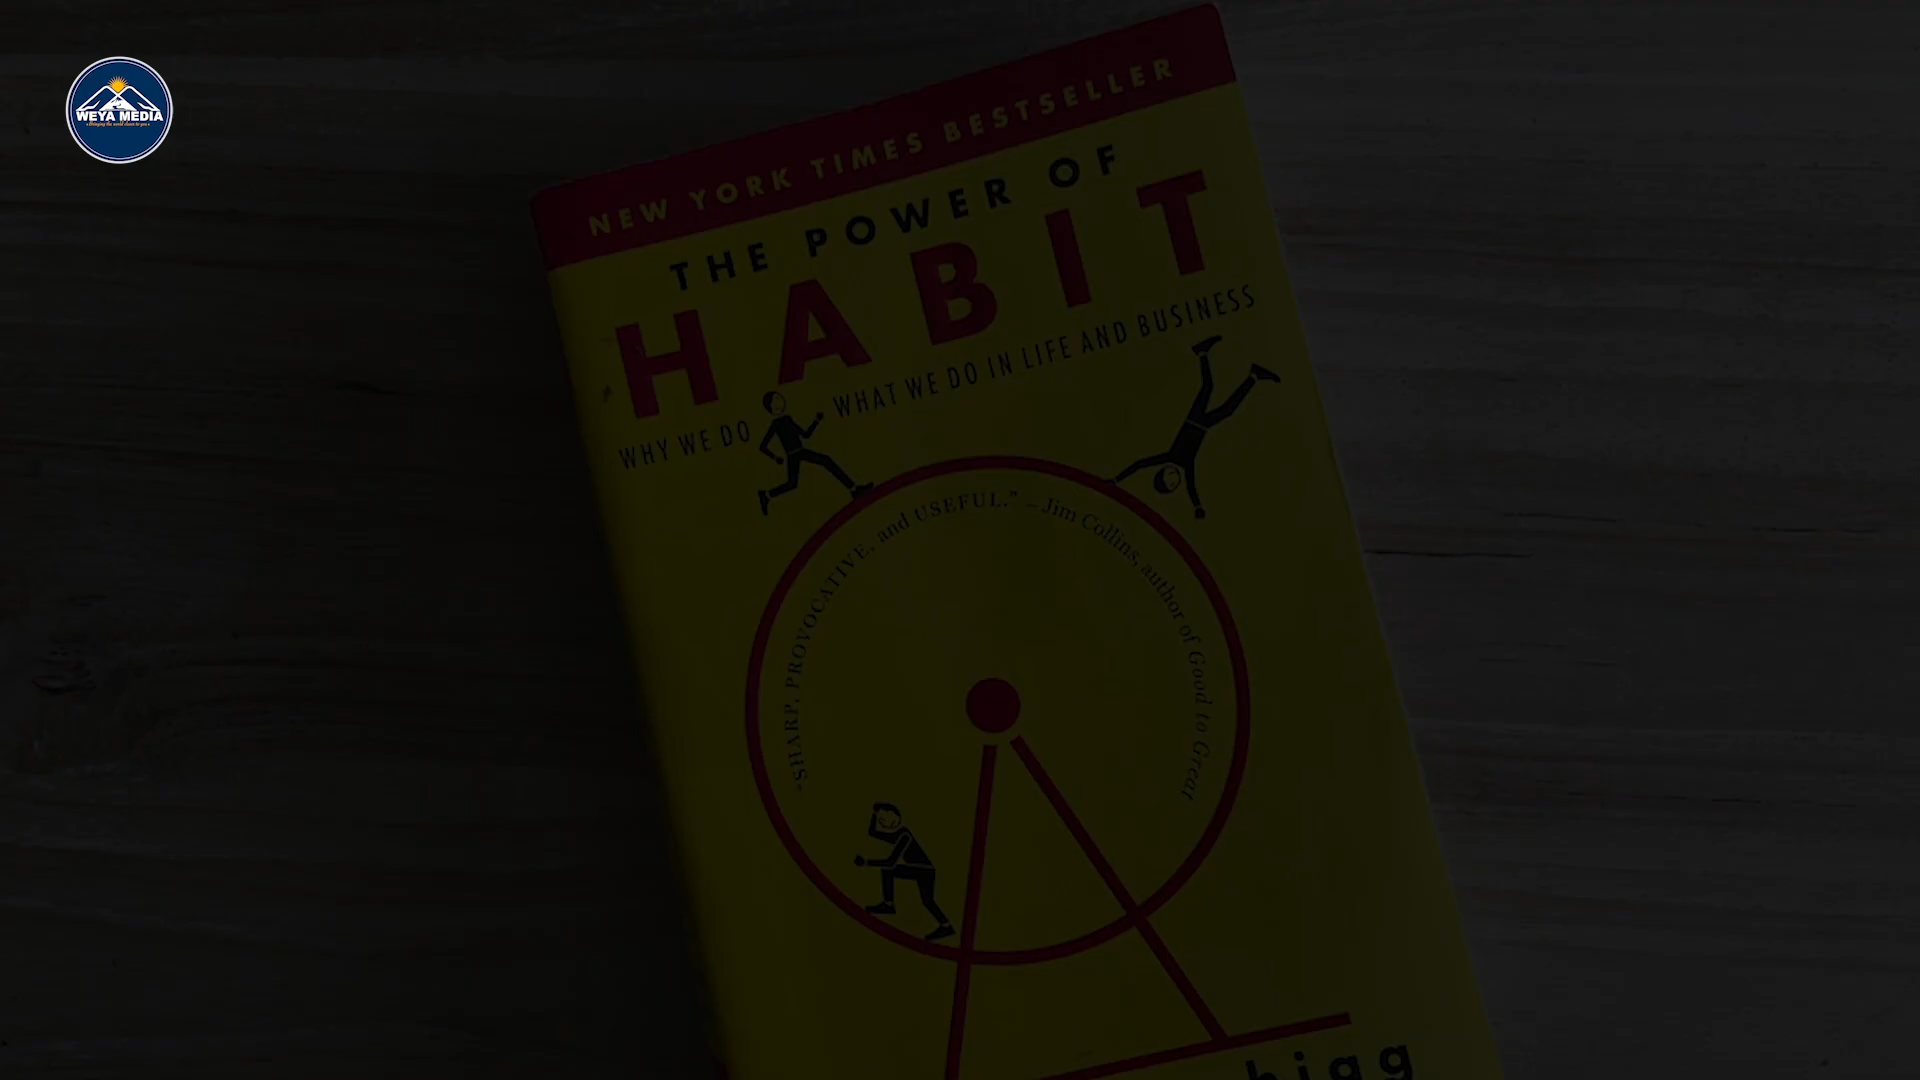 WEYA MEDIA
NEW YORK TIMES BESTSELLER
THE POWER OF
HABIT
WHY WE DO WHAT WE DO IN LIFE AND BUSINESS
"SHARP, PROVOCATIVE, and USEFUL." – Jim Collins, author of Good to Great
higg